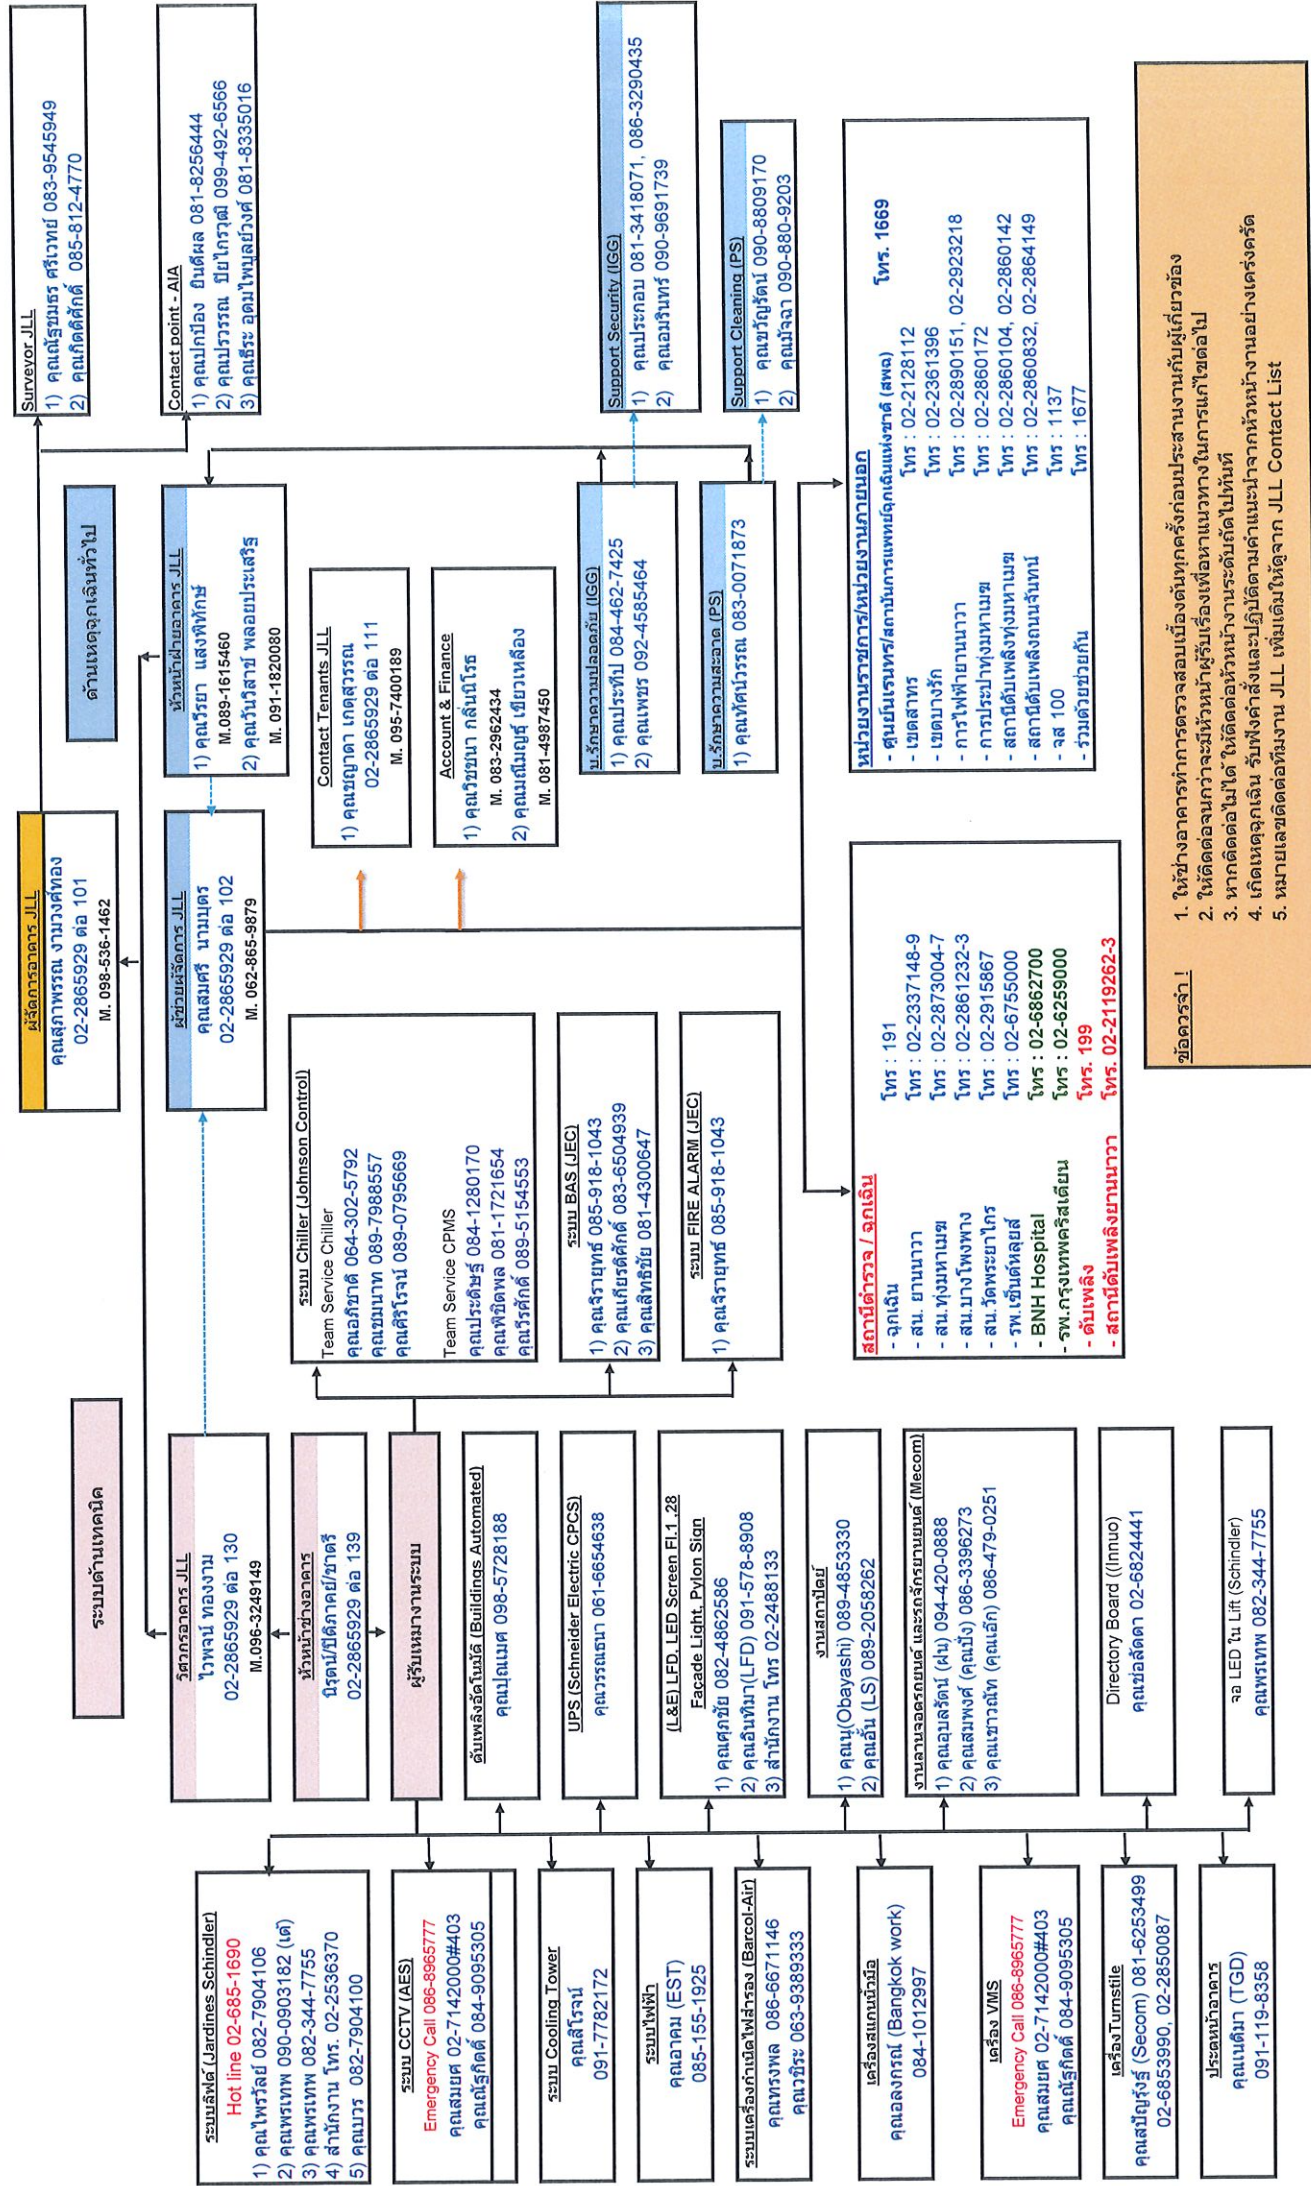 ผู้จัดการอาคาร JLL
คุณสุภาพรรณ งามวงศ์ทอง
02-2865929 ต่อ 101
M. 098-536-1462
Surveyor JLL
1) คุณณัฐชมธร ศรีเวทย์ 083-9545949
2) คุณกิตติศักดิ์ 085-812-4770
Contact point - AIA
1) คุณปกป้อง ยินดีผล 081-8256444
2) คุณปรวรรณ ปิยไกรวุฒิ 099-492-6566
3) คุณธีระ อุดมไพบูลย์วงศ์ 081-8335016
ระบบด้านเทคนิค
ด้านเหตุฉุกเฉินทั่วไป
วิศวกรอาคาร JLL
ไวพจน์ ทองงาม
02-2865929 ต่อ 130
M.096-3249149
ผู้ช่วยผู้จัดการ JLL
คุณสมศรี นามบุตร
02-2865929 ต่อ 102
M. 062-865-9879
หัวหน้าฝ่ายอาคาร JLL
1) คุณวีรยา แสงพิทักษ์
M.089-1615460
2) คุณวันวิสาข์ พลอยประเสริฐ
M. 091-1820080
หัวหน้าช่างอาคาร
นิรุตน์/ปิติภาคย์/ชาตรี
02-2865929 ต่อ 139
ผู้รับเหมางานระบบ
ระบบลิฟต์ (Jardines Schindler)
Hot line 02-685-1690
1) คุณไพรวัลย์ 082-7904106
2) คุณพรเทพ 090-0903182 (เต้)
3) คุณพรเทพ 082-344-7755
4) สำนักงาน โทร. 02-2536370
5) คุณบวร 082-7904100
ระบบ CCTV (AES)
Emergency Call 086-8965777
คุณสมยศ 02-7142000#403
คุณณัฐกิตติ์ 084-9095305
ระบบ Cooling Tower
คุณสิโรจน์
091-7782172
ระบบไฟฟ้า
คุณอาคม (EST)
085-155-1925
ระบบเครื่องกำเนิดไฟสำรอง (Barcol-Air)
คุณทรงพล 086-6671146
คุณวชิระ 063-9389333
เครื่องสแกนนิ้วมือ
คุณอลงกรณ์ (Bangkok work)
084-1012997
เครื่อง VMS
Emergency Call 086-8965777
คุณสมยศ 02-7142000#403
คุณณัฐกิตติ์ 084-9095305
เครื่องTurnstile
คุณสปัญรังฐ์ (Secom) 081-6253499
02-6853990, 02-2850087
ประตูหน้าอาคาร
คุณเนติมา (TGD)
091-119-8358
ดับเพลิงอัตโนมัติ (Buildings Automated)
คุณปุณเมศ 098-5728188
UPS (Schneider Electric CPCS)
คุณวรรณธนา 061-6654638
(L&E) LFD. LED Screen Fl.1 ,28
Façade Light, Pylon Sign
1) คุณศุภชัย 082-4862586
2) คุณอินทิมา(LFD) 091-578-8908
3) สำนักงาน โทร 02-2488133
งานสถาปัตย์
1) คุณนุ(Obayashi) 089-4853330
2) คุณอั้น (LS) 089-2058262
งานลานจอดรถยนต์ และรถจักรยานยนต์ (Mecom)
1) คุณอุบลรัตน์ (ฝน) 094-420-0888
2) คุณสมพงศ์ (คุณปั่ง) 086-3396273
3) คุณเชาวณัท (คุณเอ๊ก) 086-479-0251
Directory Board ((Innuo)
คุณช่อลัดดา 02-6824441
จอ LED ใน Lift (Schindler)
คุณพรเทพ 082-344-7755
ระบบ Chiller (Johnson Control)
Team Service Chiller
คุณอภิชาติ 064-302-5792
คุณชมนาท 089-7988557
คุณศิริโรจน์ 089-0795669
Team Service CPMS
คุณประดิษฐ์ 084-1280170
คุณพิชิตพล 081-1721654
คุณวีรศักดิ์ 089-5154553
ระบบ BAS (JEC)
1) คุณจิรายุทธ์ 085-918-1043
2) คุณเกียรติศักดิ์ 083-6504939
3) คุณสิทธิชัย 081-4300647
ระบบ FIRE ALARM (JEC)
1) คุณจิรายุทธ์ 085-918-1043
Contact Tenants JLL
1) คุณชญาดา เกตุสุวรรณ
02-2865929 ต่อ 111
M. 095-7400189
Account & Finance
1) คุณวิชชนา กลิ่นนิโรธ
M. 083-2962434
2) คุณมณีมญธุ์ เขียวเหลือง
M. 081-4987450
บ.รักษาความปลอดภัย (IGG)
1) คุณประทีป 084-462-7425
2) คุณเพชร 092-4585464
บ.รักษาความสะอาด (PS)
1) คุณทัศน์วรรณ 083-0071873
Support Security (IGG)
1) คุณประกอบ 081-3418071, 086-3290435
2) คุณอมรินทร์ 090-9691739
Support Cleaning (PS)
1) คุณขวัญรัตน์ 090-8809170
2) คุณมัจฉา 090-880-9203
สถานีตำรวจ / ฉุกเฉิน
- ฉุกเฉิน โทร : 191
- สน. ยานนาวา โทร : 02-2337148-9
- สน.ทุ่งมหาเมฆ โทร : 02-2873004-7
- สน.บางโพงพาง โทร : 02-2861232-3
- สน.วัดพระยาไกร โทร : 02-2915867
- รพ.เซ็นต์หลุยส์ โทร : 02-6755000
- BNH Hospital โทร : 02-6862700
- รพ.กรุงเทพคริสเตียน โทร : 02-6259000
- ดับเพลิง โทร. 199
- สถานีดับเพลิงยานนาวา โทร. 02-2119262-3
หน่วยงานราชการ/หน่วยงานภายนอก
- ศูนย์นเรนทร/สถาบันการแพทย์ฉุกเฉินแห่งชาติ (สพฉ) โทร. 1669
- เขตสาทร โทร : 02-2128112
- เขตบางรัก โทร : 02-2361396
- การไฟฟ้ายานนาวา โทร : 02-2890151, 02-2923218
- การประปาทุ่งมหาเมฆ โทร : 02-2860172
- สถานีดับเพลิงทุ่งมหาเมฆ โทร : 02-2860104, 02-2860142
- สถานีดับเพลิงถนนจันทน์ โทร : 02-2860832, 02-2864149
- จส 100 โทร : 1137
- ร่วมด้วยช่วยกัน โทร : 1677
ข้อควรจำ !
1. ให้ช่างอาคารทำการตรวจสอบเบื้องต้นทุกครั้งก่อนประสานงานกับผู้เกี่ยวข้อง
2. ให้ติดต่อจนกว่าจะมีหัวหน้าผู้รับเรื่องเพื่อหาแนวทางในการแก้ไขต่อไป
3. หากติดต่อไม่ได้ ให้ติดต่อหัวหน้างานระดับถัดไปทันที
4. เกิดเหตุฉุกเฉิน รับฟังคำสั่งและปฏิบัติตามคำแนะนำจากหัวหน้างานอย่างเคร่งครัด
5. หมายเลขติดต่อทีมงาน JLL เพิ่มเติมให้ดูจาก JLL Contact List